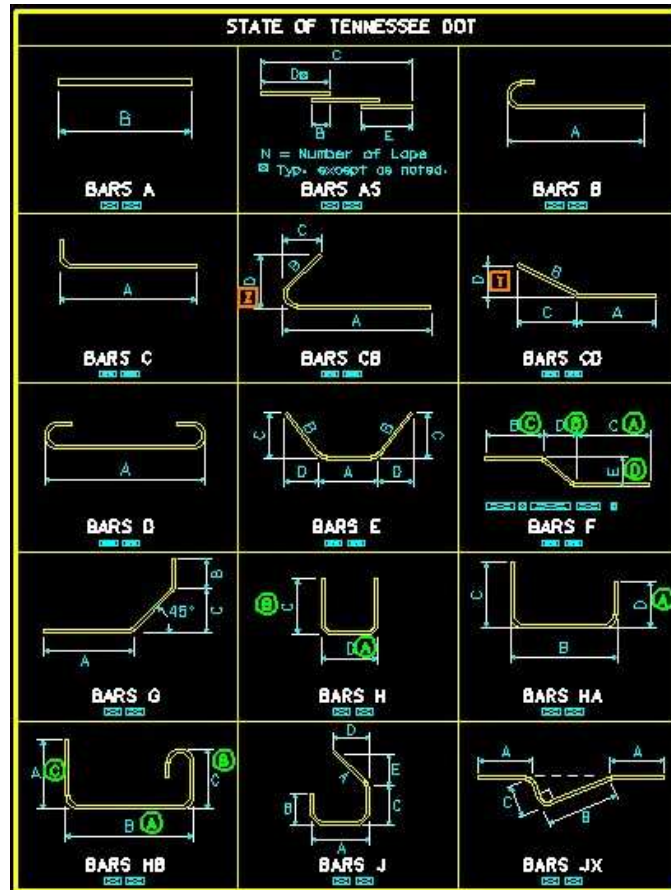 STATE OF TENNESSEE DOT
B
BARS A
C
D
B E
N = Number of Laps
Typ. except as noted.
BARS AS
A
BARS B
A
BARS C
C
D B
Z
A
BARS CB
D T B
C A
BARS CD
A
BARS D
C B B C
D A D
BARS E
B C D B C A
E D
BARS F
B
C
45°
A
BARS G
B C
D A
BARS H
C D A
B
BARS HA
A C C B
B A
BARS HB
D
A E
B C
A
BARS J
A A
C B
BARS JX